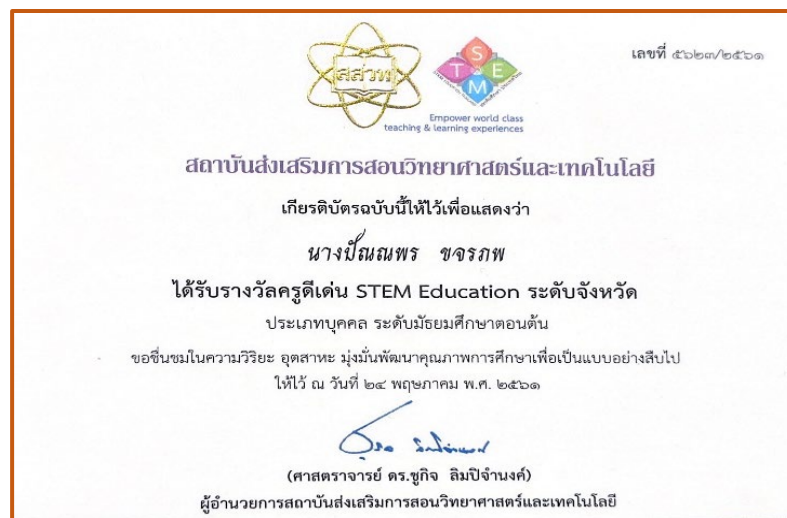 เลขที่ ๕๖๒๓/๒๕๖๑
สสวท
S
T & E
M
Empower world class
teaching & learning experiences
สถาบันส่งเสริมการสอนวิทยาศาสตร์และเทคโนโลยี
เกียรติบัตรฉบับนี้ให้ไว้เพื่อแสดงว่า
นางปัณณพร ขจรภพ
ได้รับรางวัลครูดีเด่น STEM Education ระดับจังหวัด
ประเภทบุคคล ระดับมัธยมศึกษาตอนต้น
ขอชื่นชมในความวิริยะ อุตสาหะ มุ่งมั่นพัฒนาคุณภาพการศึกษาเพื่อเป็นแบบอย่างสืบไป
ให้ไว้ ณ วันที่ ๒๔ พฤษภาคม พ.ศ. ๒๕๖๑
(ศาสตราจารย์ ดร.ชูกิจ ลิมปิจำนงค์)
ผู้อำนวยการสถาบันส่งเสริมการสอนวิทยาศาสตร์และเทคโนโลยี